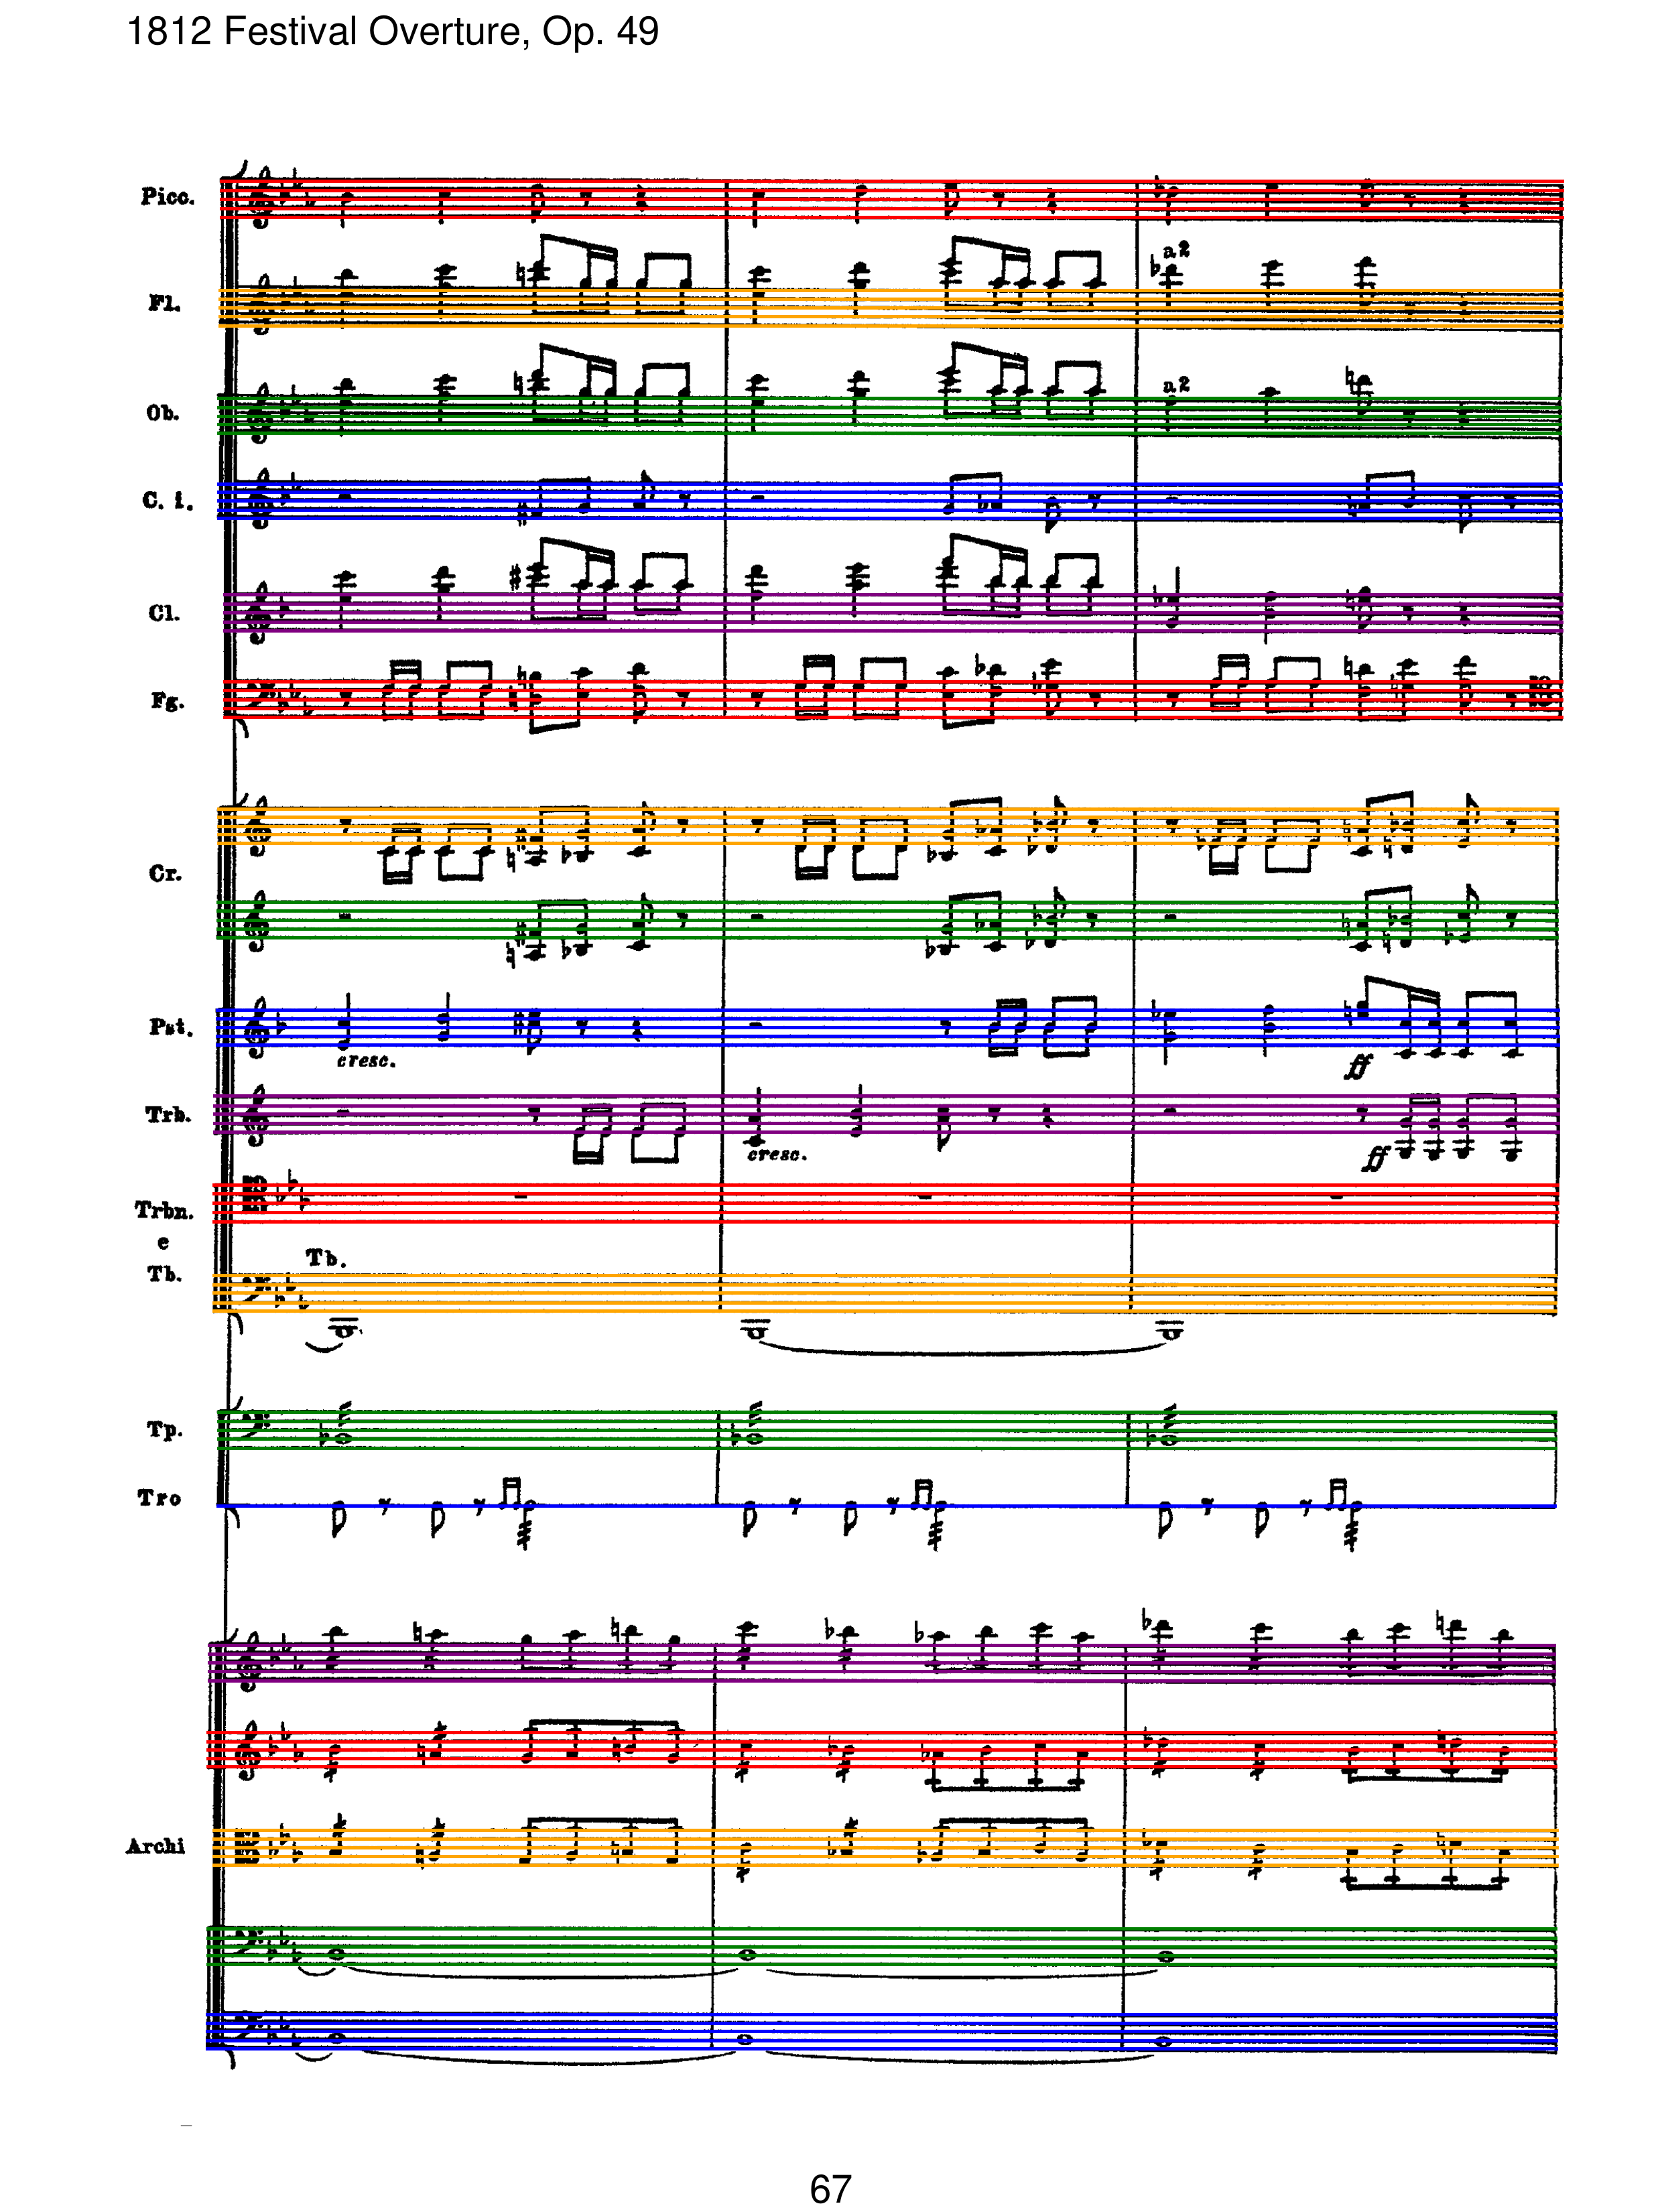 1812 Festival Overture, Op. 49
Picc.
a2
Fl.
Ob.
a2
C. i.
Cl.
Fg.
Cr.
Pst.
cresc.
ff
Trb.
cresc.
ff
Trbn.
e
Tb.
Tb.
Tp.
Tro
Archi
67